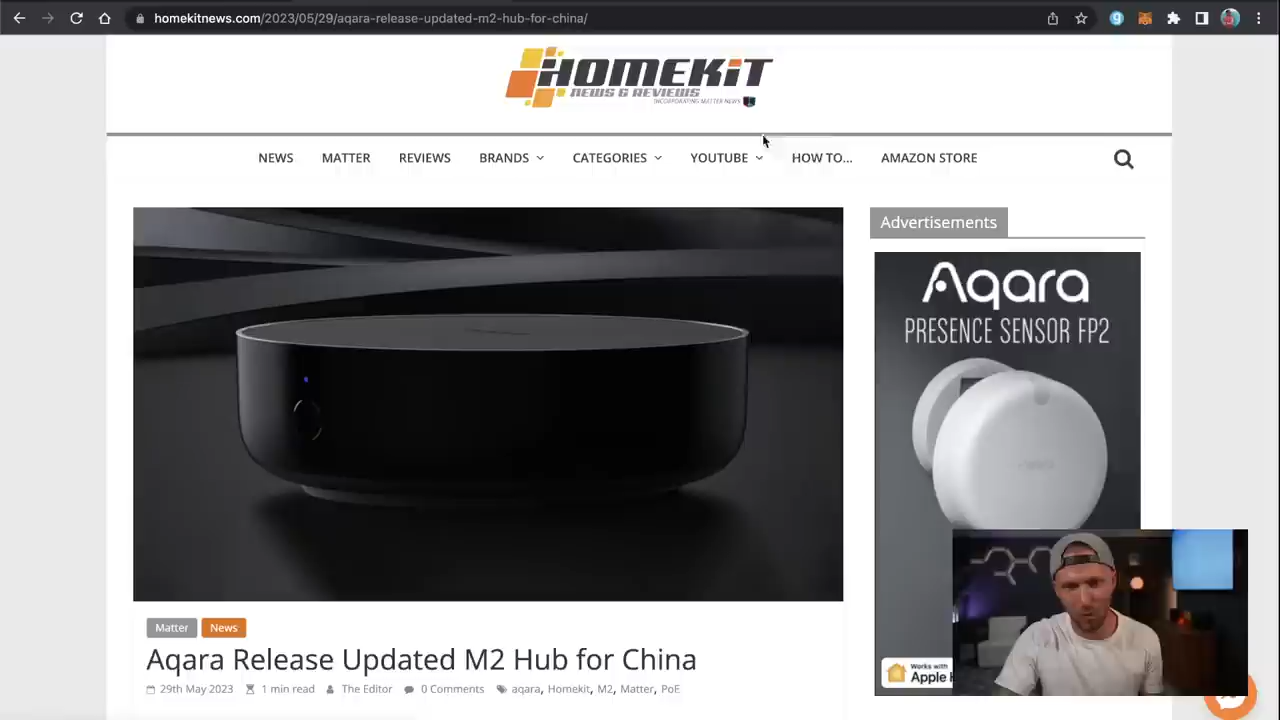 homekitnews.com/2023/05/29/aqara-release-updated-m2-hub-for-china/
HOMEKIT
NEWS & REVIEWS
INCORPORATING MATTER NEWS
NEWS MATTER REVIEWS BRANDS CATEGORIES YOUTUBE HOW TO... AMAZON STORE
Advertisements
Aqara
PRESENCE SENSOR FP2
Works with
Apple H
Matter News
Aqara Release Updated M2 Hub for China
29th May 2023 1 min read The Editor 0 Comments aqara, Homekit, M2, Matter, PoE